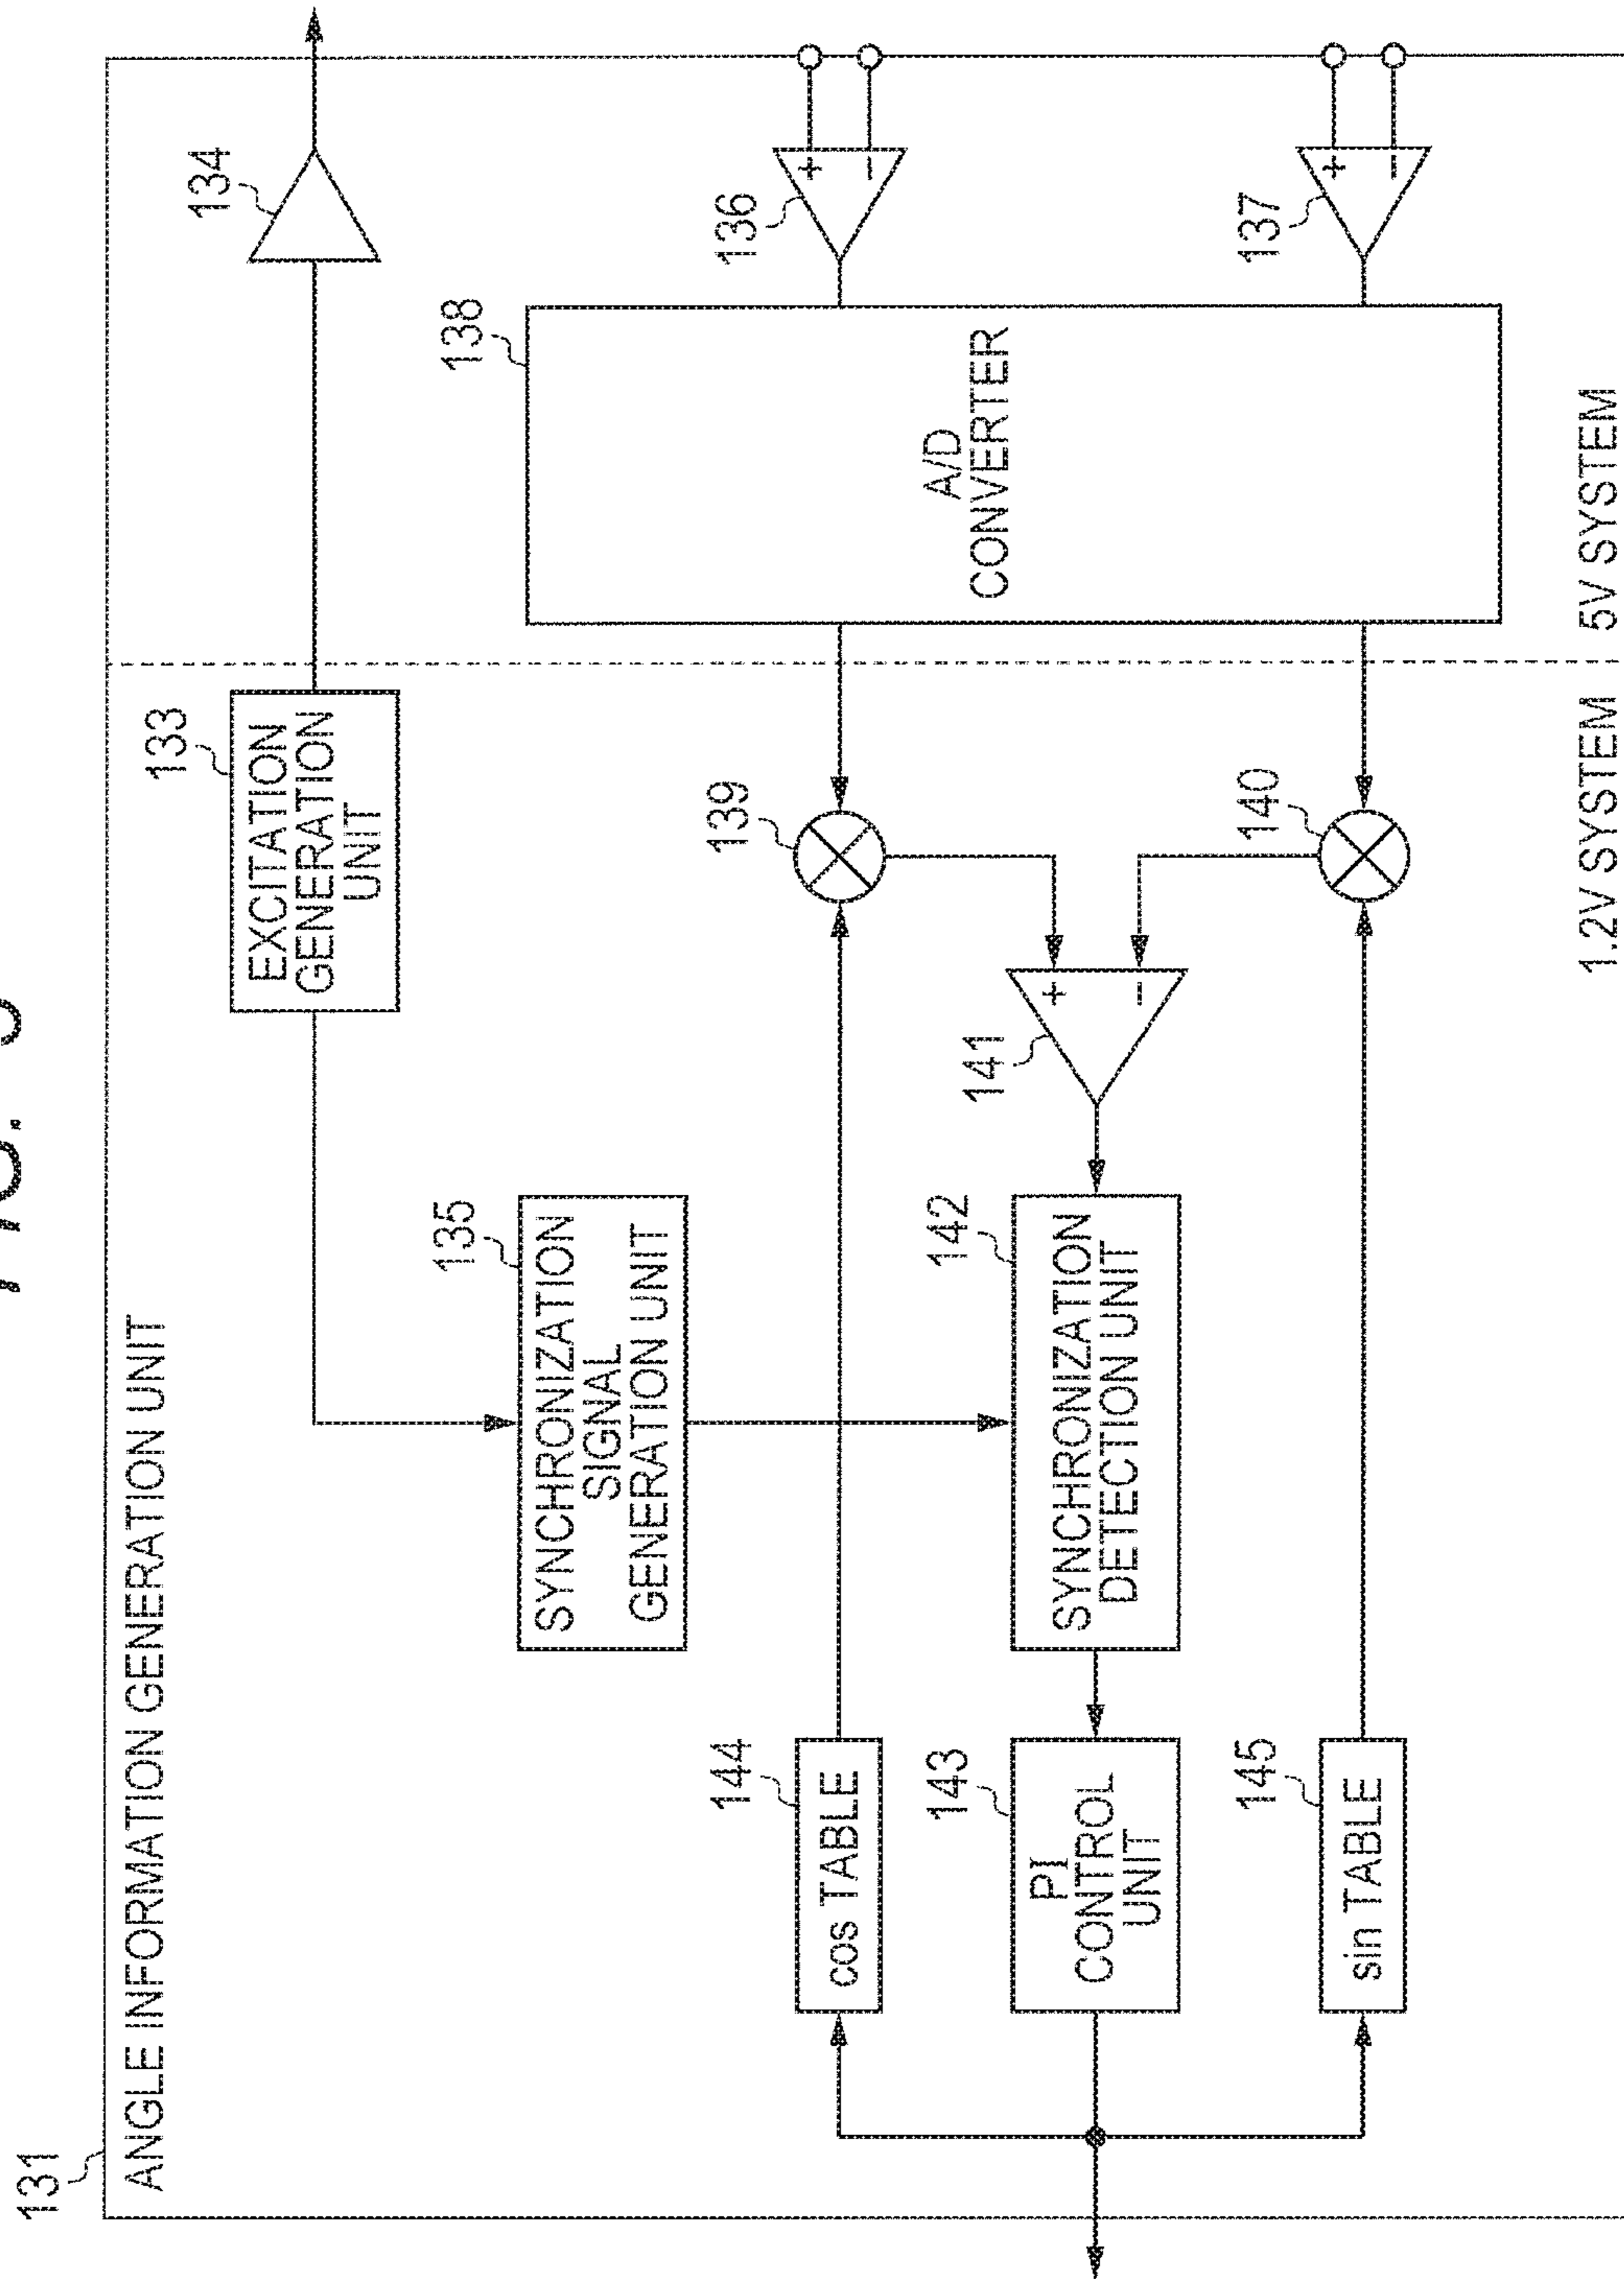 131
ANGLE INFORMATION GENERATION UNIT
133
EXCITATION
GENERATION
UNIT
134
135
SYNCHRONIZATION
SIGNAL
GENERATION UNIT
138
A/D
CONVERTER
144
cos TABLE
139
136
+
−
143
PI
CONTROL
UNIT
142
SYNCHRONIZATION
DETECTION UNIT
141
+
−
145
sin TABLE
140
137
+
−
1.2V SYSTEM
5V SYSTEM